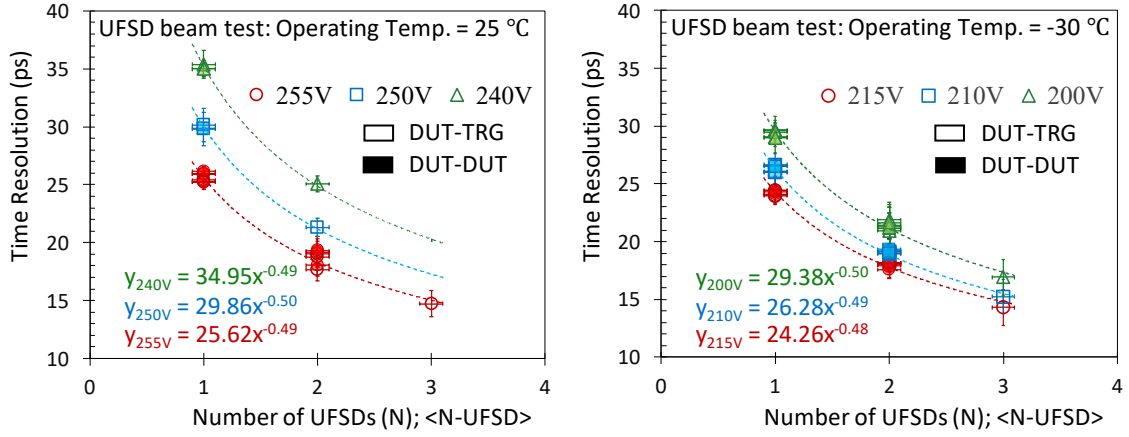 UFSD beam test: Operating Temp. = 25 °C
Time Resolution (ps)
40
35
30
25
20
15
10
255V 250V 240V
DUT-TRG
DUT-DUT
y240V = 34.95x^-0.49
y250V = 29.86x^-0.50
y255V = 25.62x^-0.49
0 1 2 3 4
Number of UFSDs (N); <N-UFSD>
UFSD beam test: Operating Temp. = -30 °C
Time Resolution (ps)
40
35
30
25
20
15
10
215V 210V 200V
DUT-TRG
DUT-DUT
y200V = 29.38x^-0.50
y210V = 26.28x^-0.49
y215V = 24.26x^-0.48
0 1 2 3 4
Number of UFSDs (N); <N-UFSD>